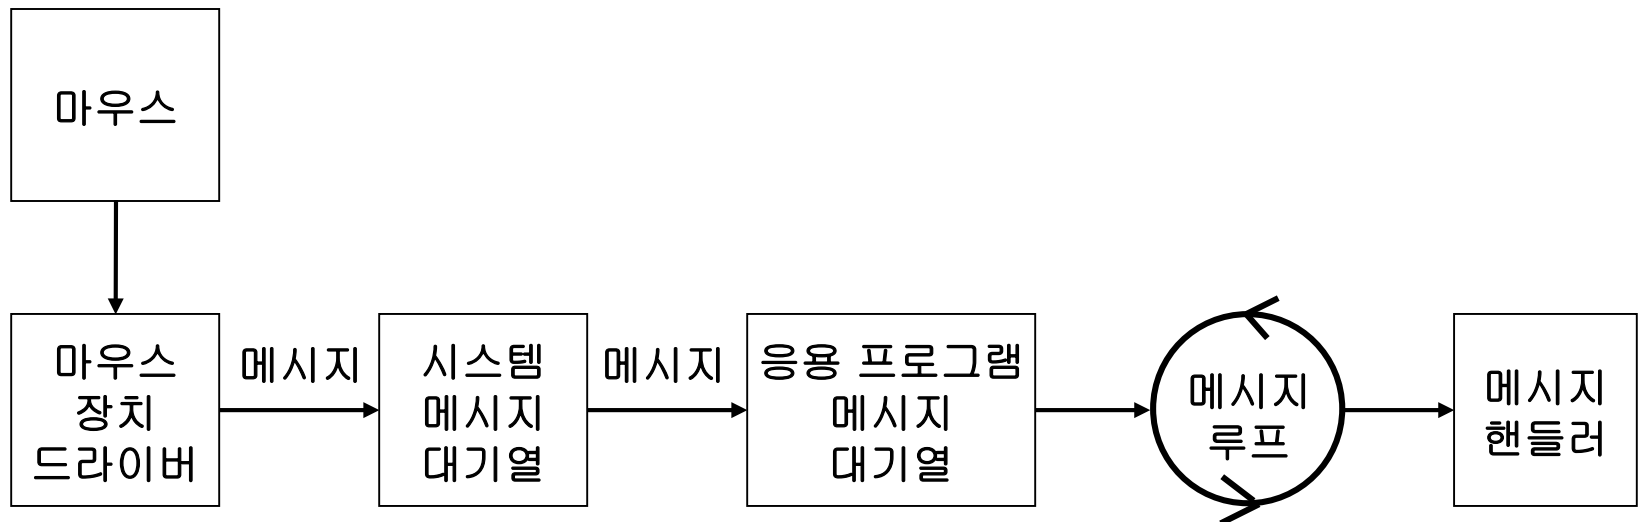 마우스
마우스
장치
드라이버
메시지
시스템
메시지
대기열
메시지
응용 프로그램
메시지
대기열
메시지
루프
메시지
핸들러